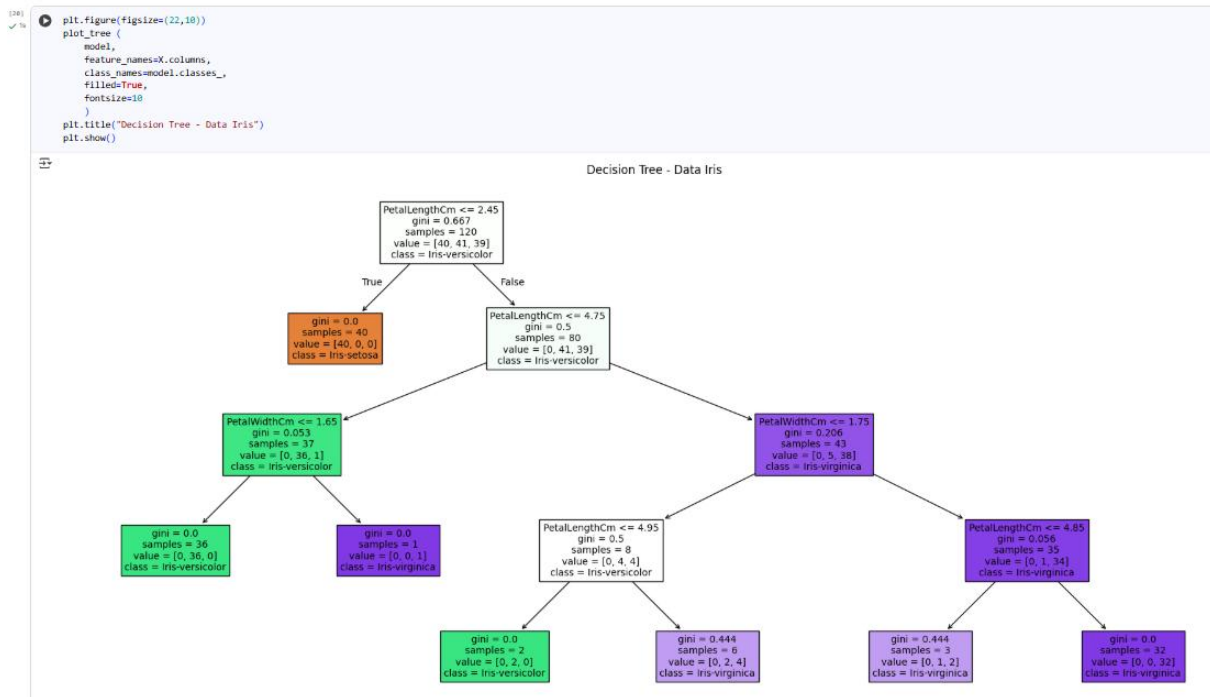 [20]
✓ 1s
plt.figure(figsize=(22,10))
plot_tree (
model,
feature_names=X.columns,
class_names=model.classes_,
filled=True,
fontsize=10
)
plt.title("Decision Tree - Data Iris")
plt.show()
Decision Tree - Data Iris
PetalLengthCm <= 2.45
gini = 0.667
samples = 120
value = [40, 41, 39]
class = Iris-versicolor
True
False
gini = 0.0
samples = 40
value = [40, 0, 0]
class = Iris-setosa
PetalLengthCm <= 4.75
gini = 0.5
samples = 80
value = [0, 41, 39]
class = Iris-versicolor
PetalWidthCm <= 1.65
gini = 0.053
samples = 37
value = [0, 36, 1]
class = Iris-versicolor
PetalWidthCm <= 1.75
gini = 0.206
samples = 43
value = [0, 5, 38]
class = Iris-virginica
gini = 0.0
samples = 36
value = [0, 36, 0]
class = Iris-versicolor
gini = 0.0
samples = 1
value = [0, 0, 1]
class = Iris-virginica
PetalLengthCm <= 4.95
gini = 0.5
samples = 8
value = [0, 4, 4]
class = Iris-versicolor
PetalLengthCm <= 4.85
gini = 0.056
samples = 35
value = [0, 1, 34]
class = Iris-virginica
gini = 0.0
samples = 2
value = [0, 2, 0]
class = Iris-versicolor
gini = 0.444
samples = 6
value = [0, 2, 4]
class = Iris-virginica
gini = 0.444
samples = 3
value = [0, 1, 2]
class = Iris-virginica
gini = 0.0
samples = 32
value = [0, 0, 32]
class = Iris-virginica